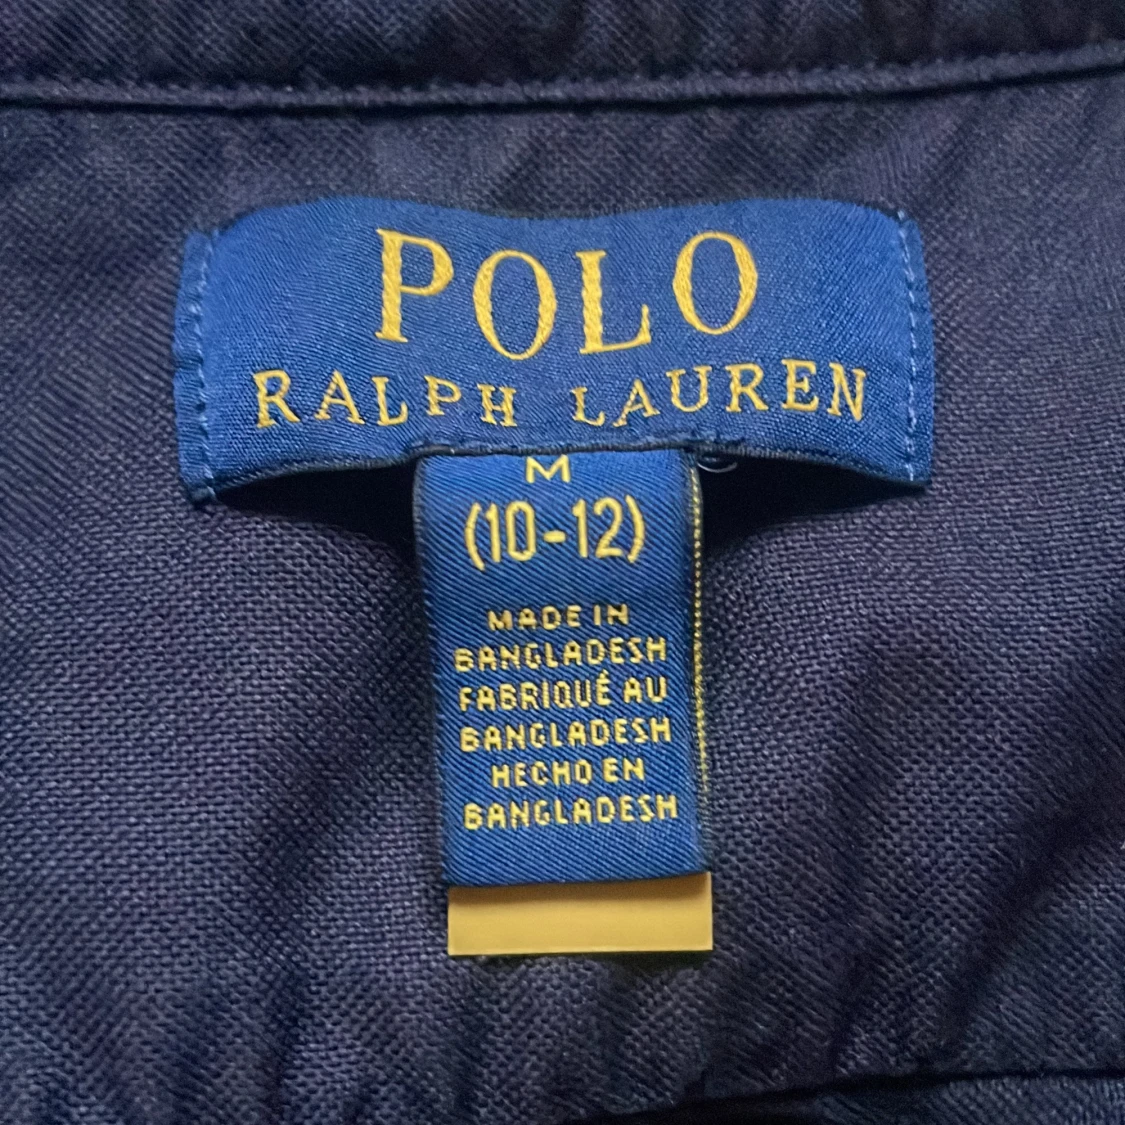 POLO
RALPH LAUREN
M
(10-12)
MADE IN
BANGLADESH
FABRIQUÉ AU
BANGLADESH
HECHO EN
BANGLADESH